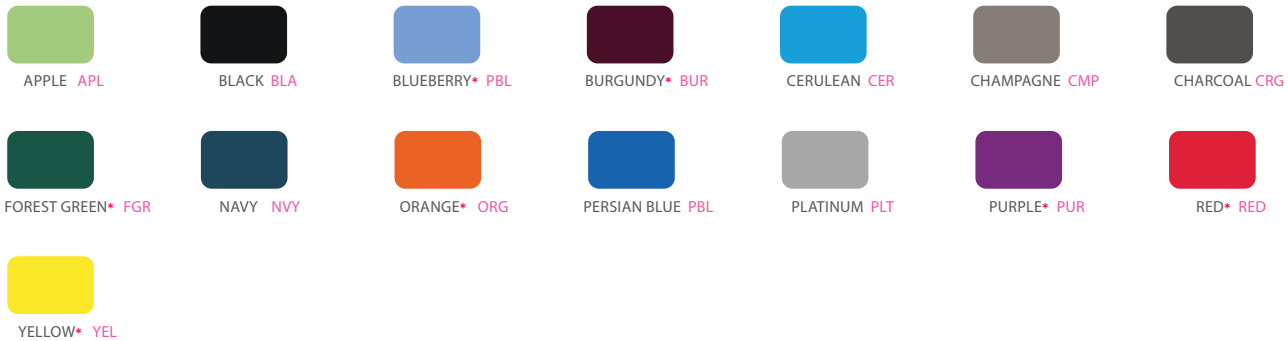 APPLE APL BLACK BLA BLUEBERRY* PBL BURGUNDY* BUR CERULEAN CER CHAMPAGNE CMP CHARCOAL CRG
FOREST GREEN* FGR NAVY NVY ORANGE* ORG PERSIAN BLUE PBL PLATINUM PLT PURPLE* PUR RED* RED
YELLOW* YEL